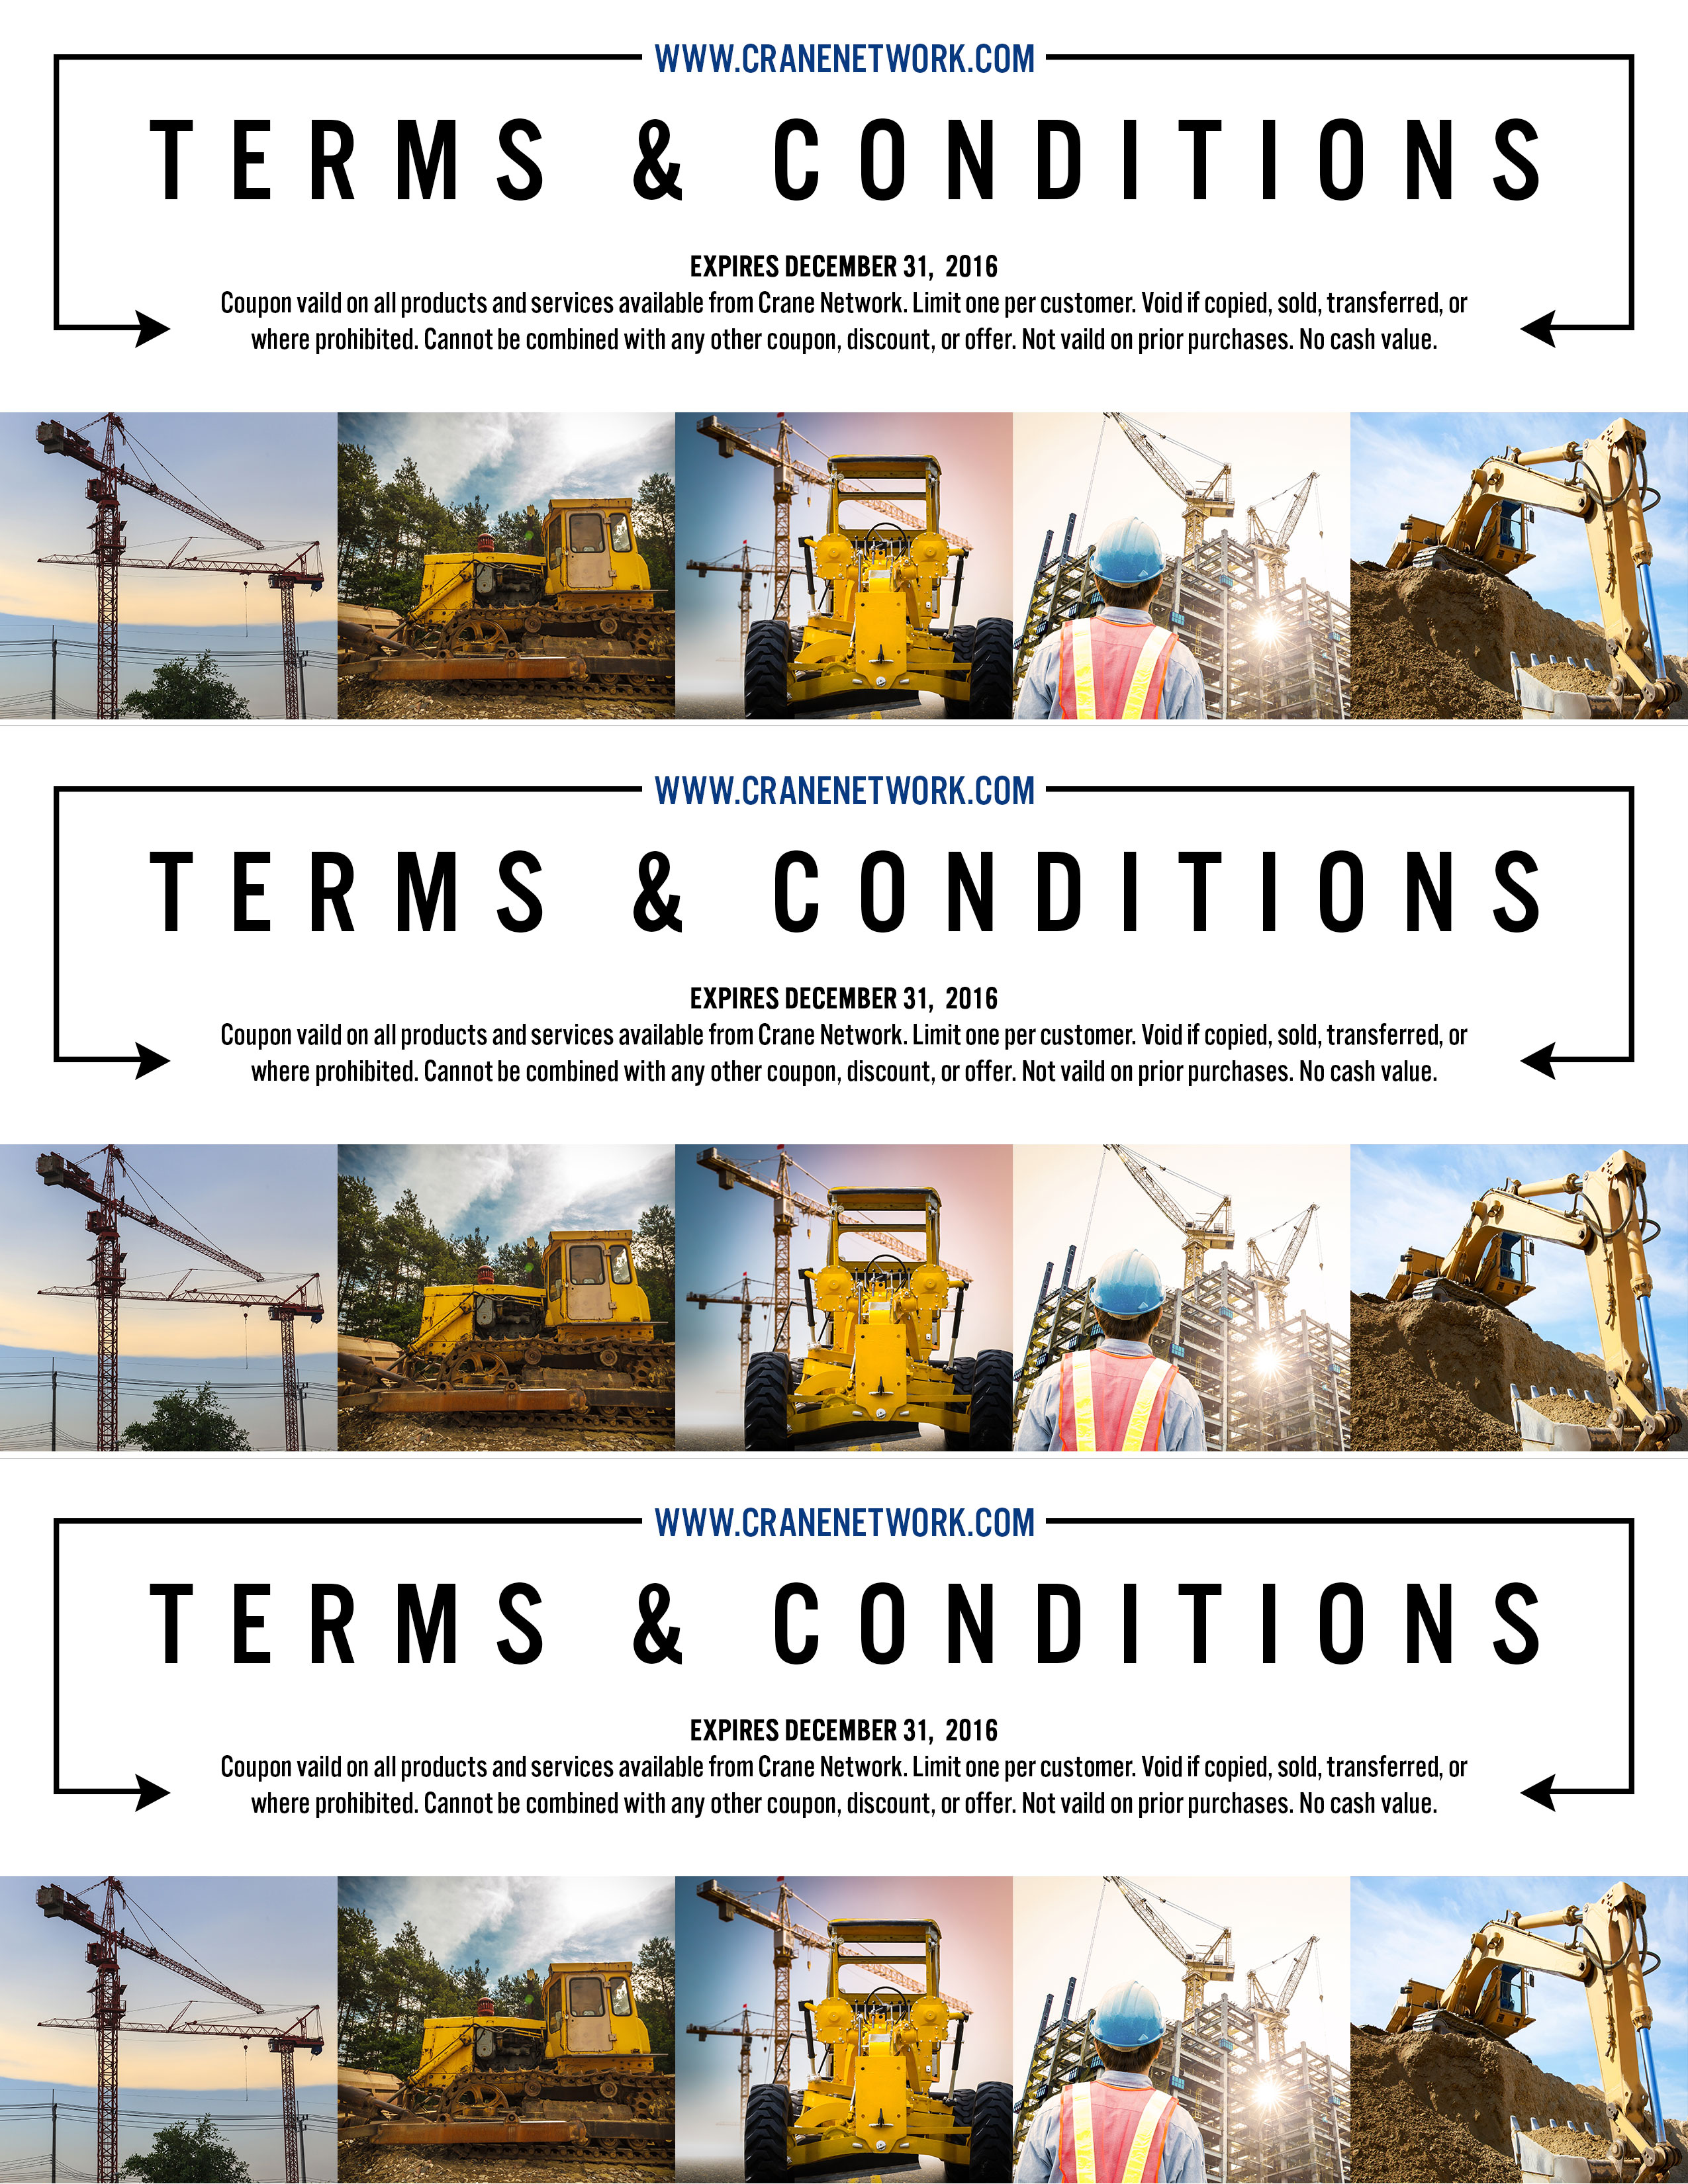 WWW.CRANENETWORK.COM
TERMS & CONDITIONS
EXPIRES DECEMBER 31, 2016
Coupon vaild on all products and services available from Crane Network. Limit one per customer. Void if copied, sold, transferred, or
where prohibited. Cannot be combined with any other coupon, discount, or offer. Not vaild on prior purchases. No cash value.
WWW.CRANENETWORK.COM
TERMS & CONDITIONS
EXPIRES DECEMBER 31, 2016
Coupon vaild on all products and services available from Crane Network. Limit one per customer. Void if copied, sold, transferred, or
where prohibited. Cannot be combined with any other coupon, discount, or offer. Not vaild on prior purchases. No cash value.
WWW.CRANENETWORK.COM
TERMS & CONDITIONS
EXPIRES DECEMBER 31, 2016
Coupon vaild on all products and services available from Crane Network. Limit one per customer. Void if copied, sold, transferred, or
where prohibited. Cannot be combined with any other coupon, discount, or offer. Not vaild on prior purchases. No cash value.